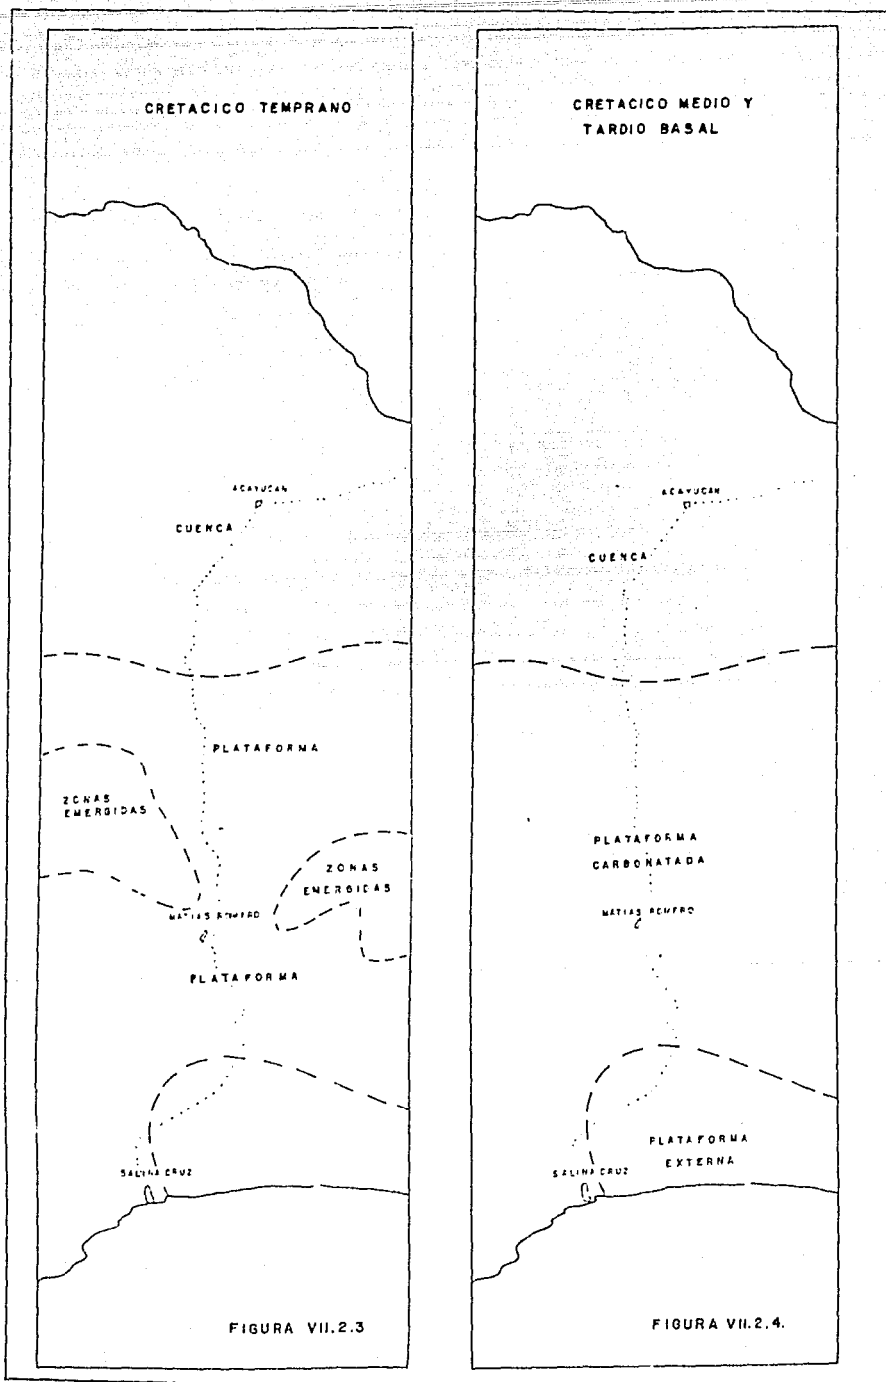 CRETACICO TEMPRANO
ACAYUCAN
CUENCA
PLATAFORMA
ZONAS
EMERGIDAS
ZONAS
EMERGIDAS
MATIAS ROMERO
PLATAFORMA
SALINA CRUZ
FIGURA VII.2.3
CRETACICO MEDIO Y
TARDIO BASAL
ACAYUCAN
CUENCA
PLATAFORMA
CARBONATADA
MATIAS ROMERO
PLATAFORMA
EXTERNA
SALINA CRUZ
FIGURA VII.2.4.